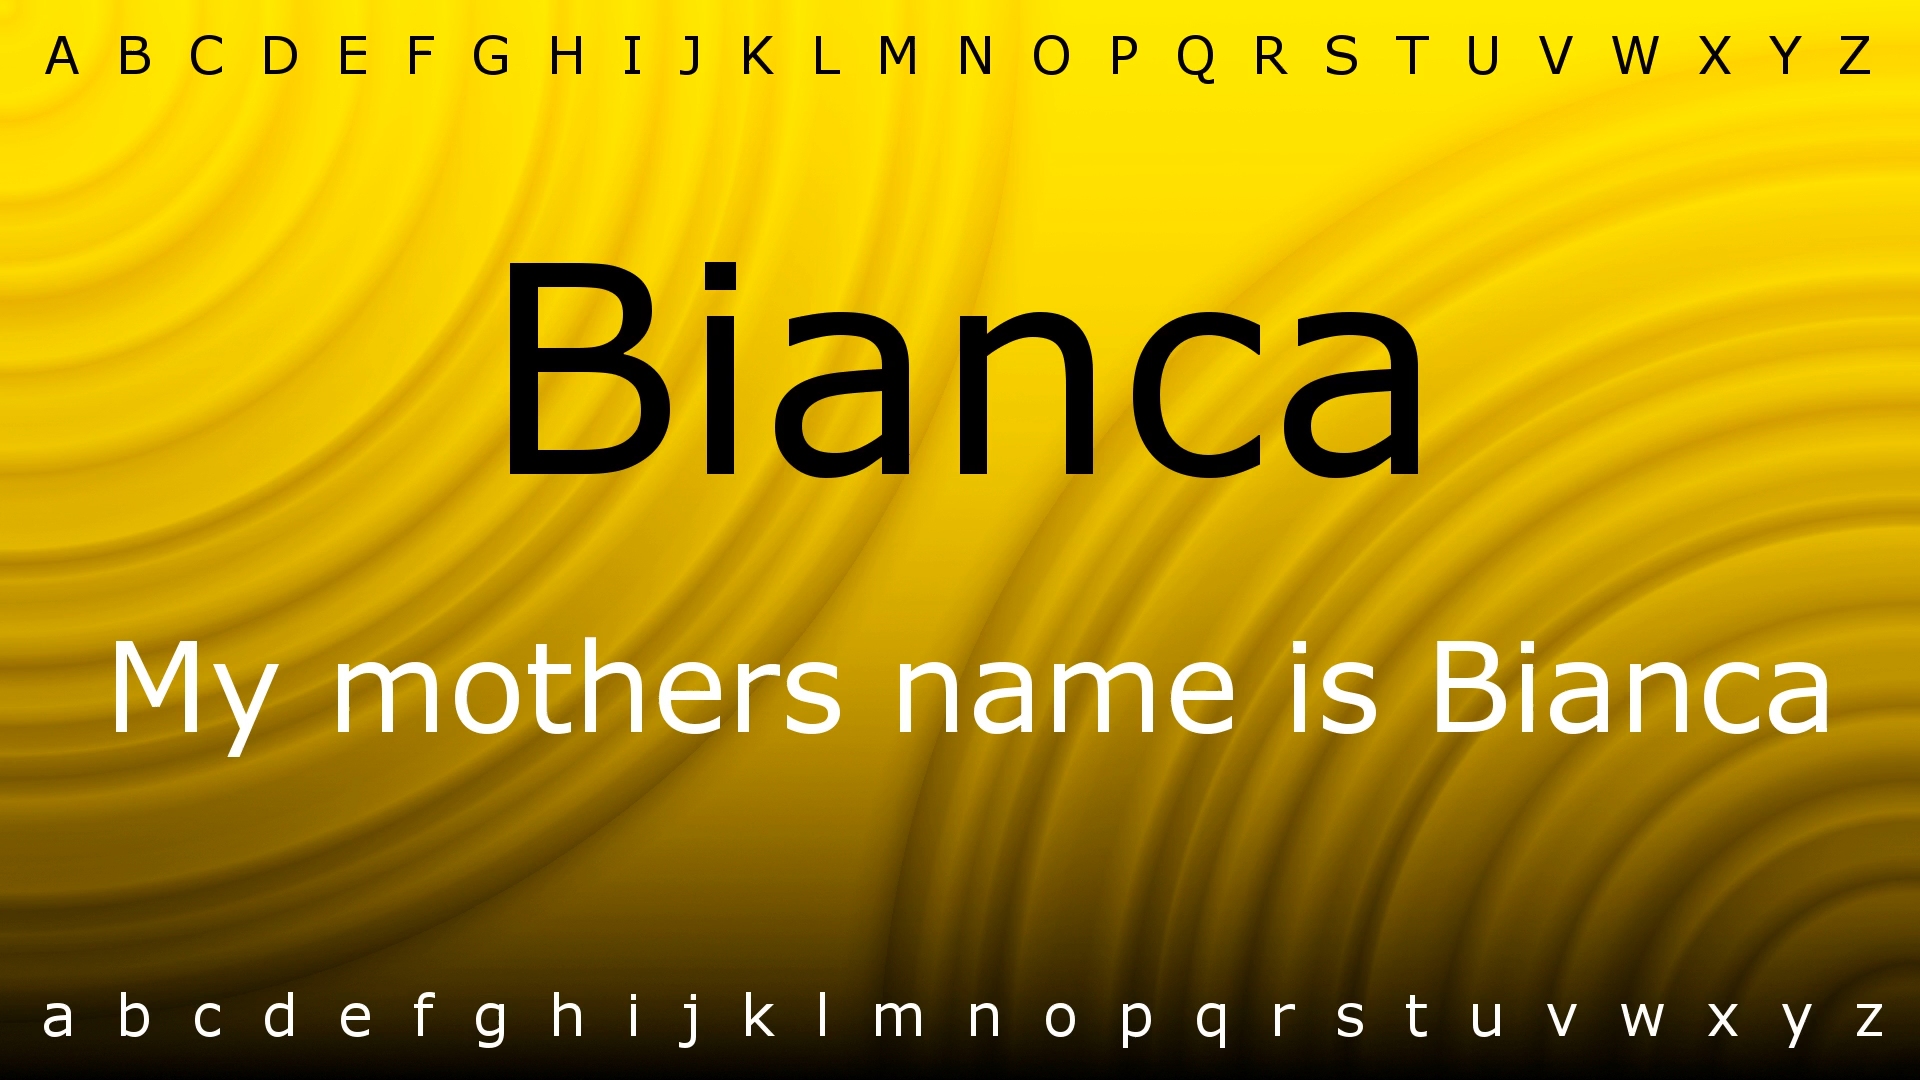 A B C D E F G H I J K L M N O P Q R S T U V W X Y Z
Bianca
My mothers name is Bianca
a b c d e f g h i j k l m n o p q r s t u v w x y z